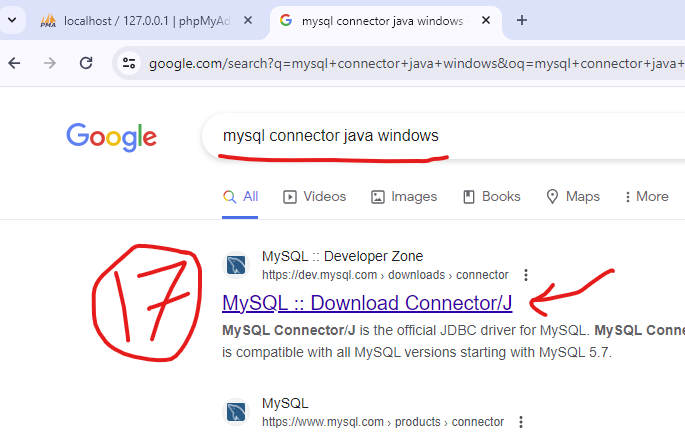 PMA localhost / 127.0.0.1 | phpMyAd
mysql connector java windows
google.com/search?q=mysql+connector+java+windows&oq=mysql+connector+java+
Google
mysql connector java windows
All Videos Images Books Maps More
17
MySQL :: Developer Zone
https://dev.mysql.com › downloads › connector
MySQL :: Download Connector/J
MySQL Connector/J is the official JDBC driver for MySQL. MySQL Conne
is compatible with all MySQL versions starting with MySQL 5.7.
MySQL
https://www.mysql.com › products › connector